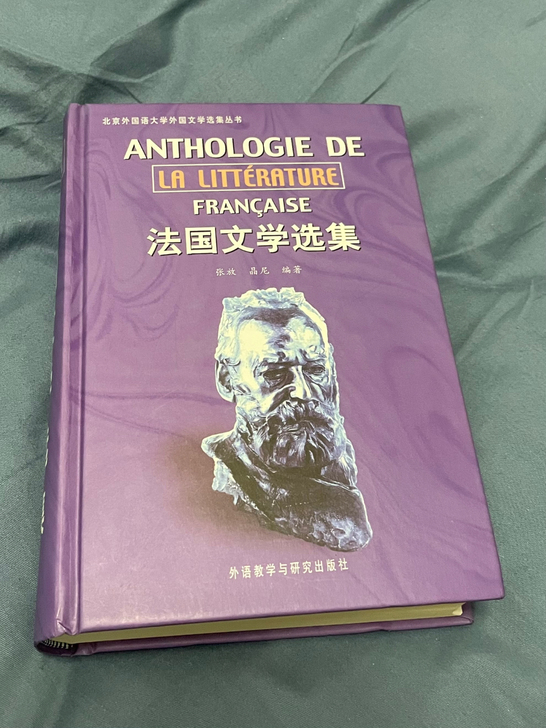 北京外国语大学外国文学选集丛书
ANTHOLOGIE DE
LA LITTÉRATURE
FRANÇAISE
法国文学选集
张放 晶尼 编著
外语教学与研究出版社